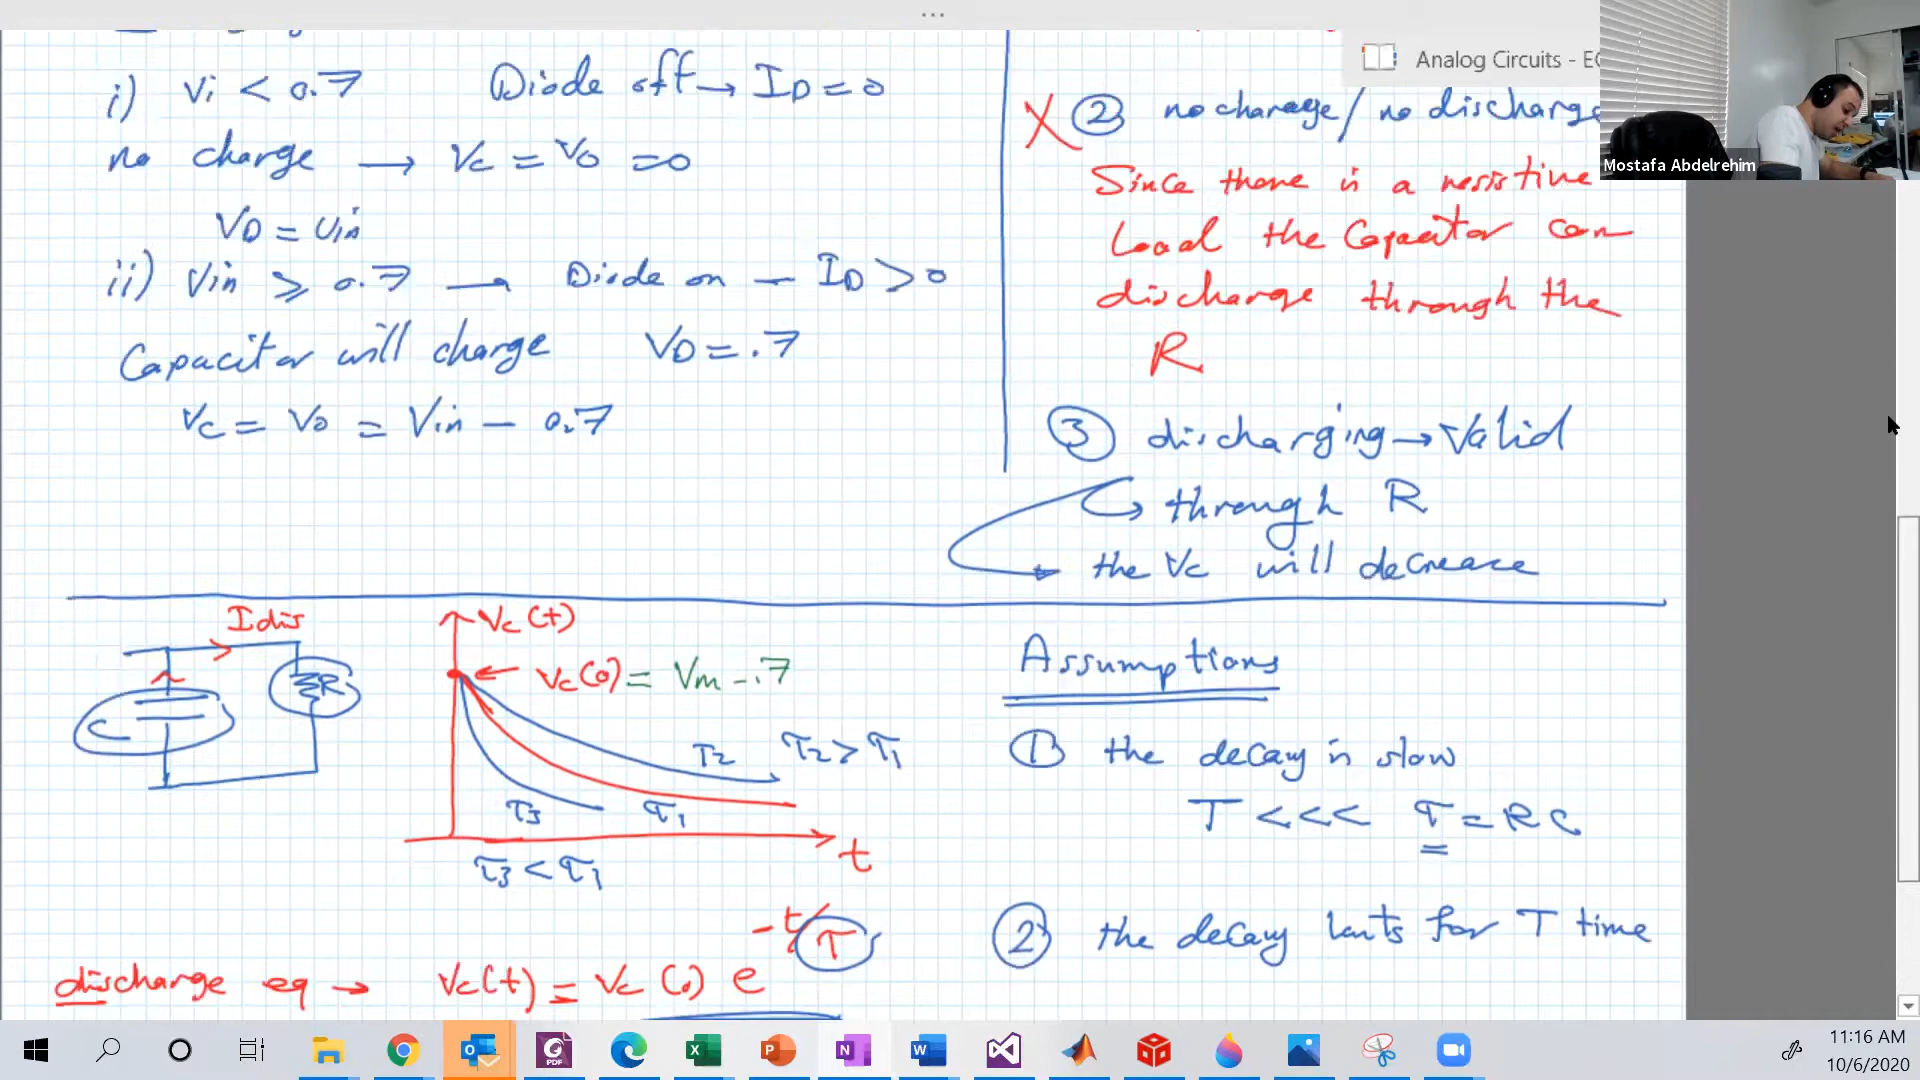 i) Vi < 0.7 Diode off → ID = 0
no charge → Vc = Vo = 0
VD = Vin
ii) Vin ⩾ 0.7 → Diode on — ID > 0
Capacitor will charge VD = .7
Vc = Vo = Vin - 0.7
Analog Circuits - EC
X ② no charage / no discharge
Since there is a resistive
Load the Capacitor can
discharge through the
R
③ discharging → Valid
↪ through R
→ the Vc will decrease
Mostafa Abdelrehim
Idis
C
R
Vc(t)
← Vc(0) = Vm - .7
τ2 τ2 > τ1
τ3 τ1
t
τ3 < τ1
discharge eq → Vc(t) = Vc(0) e -t/τ
Assumptions
① the decay is slow
T <<< τ = RC
② the decay lasts for T time
11:16 AM
10/6/2020